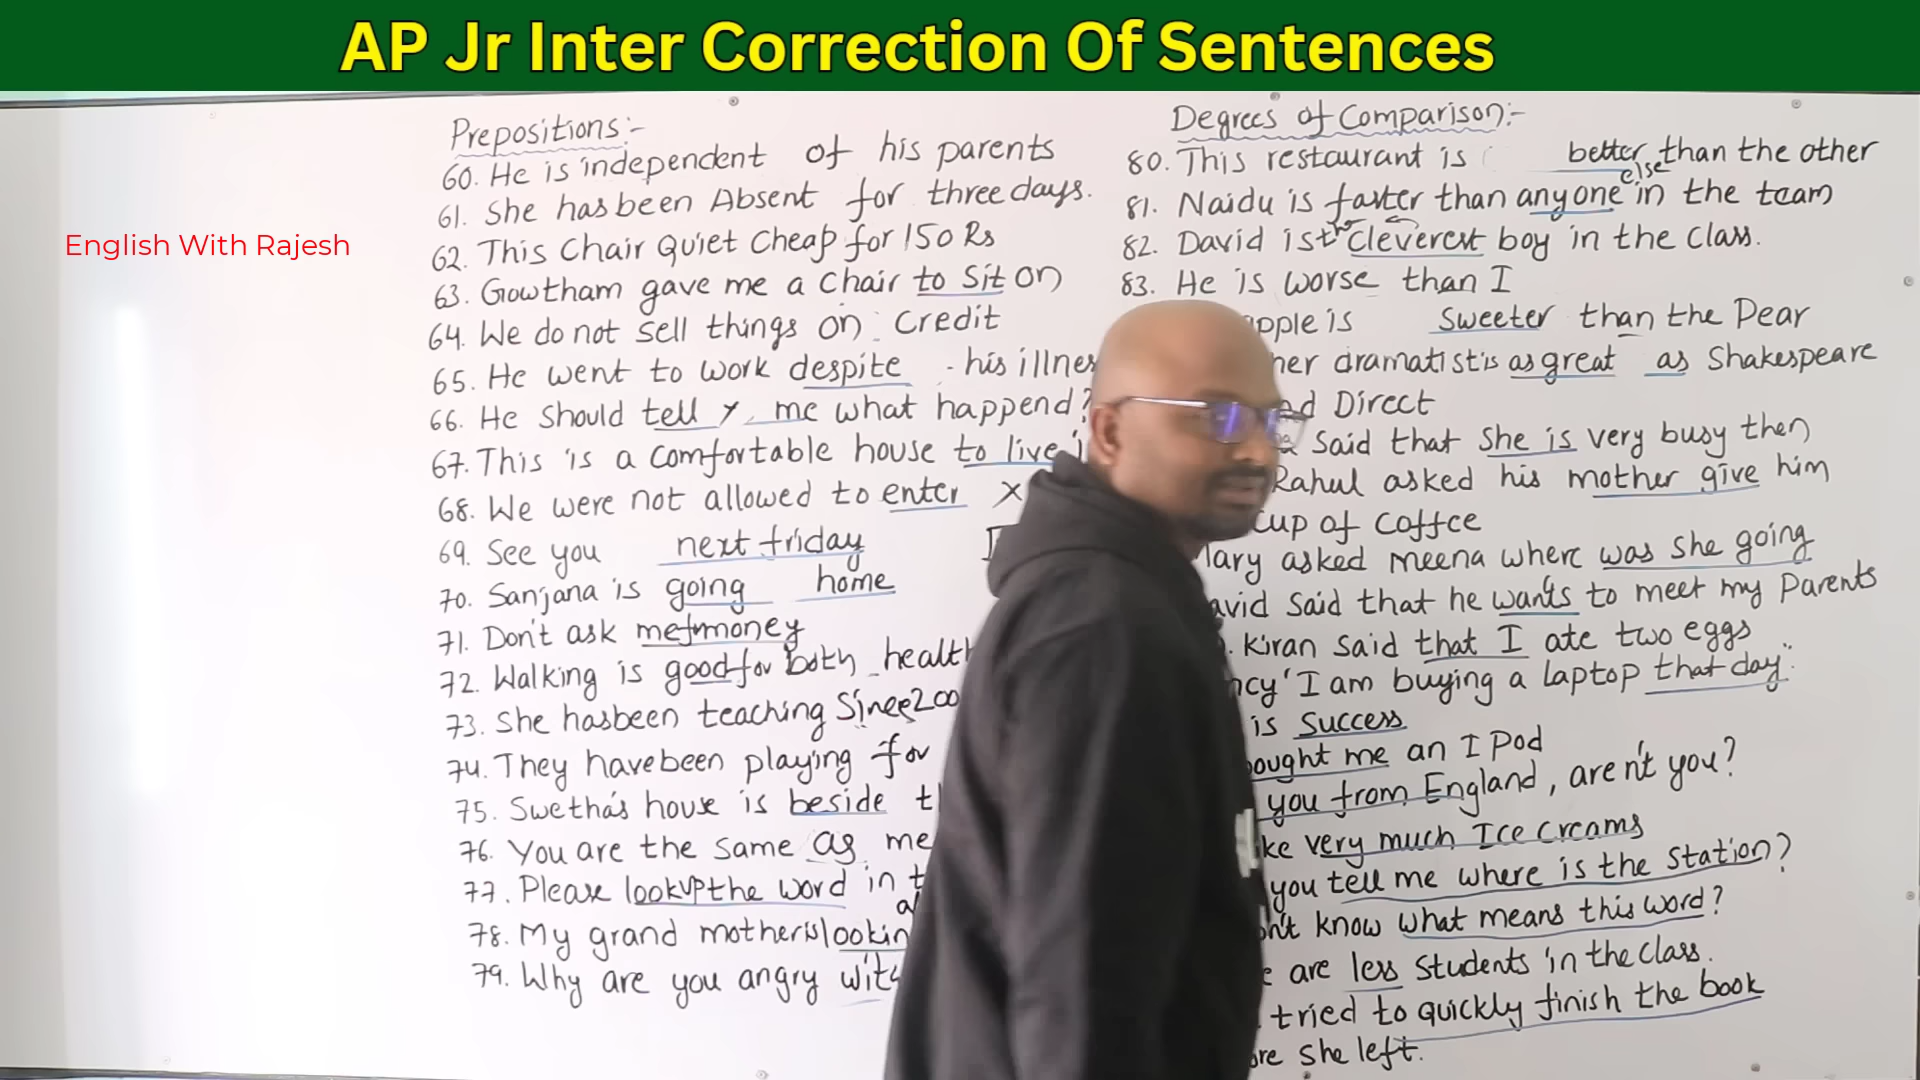 AP Jr Inter Correction Of Sentences
English With Rajesh
Prepositions:-
60. He is independent of his parents
61. She has been Absent for three days.
62. This Chair Quiet Cheap for 150 Rs
63. Gowtham gave me a chair to sit on
64. We do not sell things on credit
65. He went to work despite his illnes
66. He should tell x me what happend?
67. This is a comfortable house to live
68. We were not allowed to enter x
69. See you next friday
70. Sanjana is going home
71. Don't ask me for money
72. Walking is good for both health
73. She has been teaching Since 200
74. They have been playing for
75. Swetha's house is beside
76. You are the same as me
77. Please look up the word in
78. My grand mother is lookin
79. Why are you angry with
Degrees of Comparison:-
80. This restaurant is better than the other
81. Naidu is faster than anyone else in the team
82. David is the cleverest boy in the class.
83. He is worse than I
pple is sweeter than the Pear
her dramatist is as great as Shakespeare
Direct
Said that she is very busy then
Rahul asked his mother give him
cup of coffee
Mary asked meena where was she going
avid said that he wants to meet my parents
Kiran said that I ate two eggs
ncy 'I am buying a laptop that day".
is success
ought me an I Pod
you from England, aren't you?
ke very much Ice creams
you tell me where is the station?
on't know what means this word?
are less students in the class.
tried to quickly finish the book
ore she left.